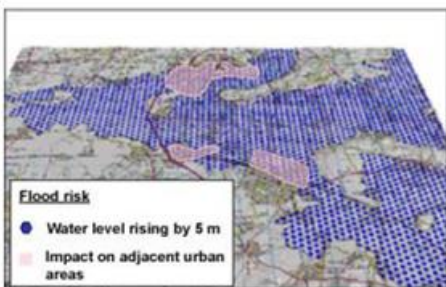 Flood risk
Water level rising by 5 m
Impact on adjacent urban
areas